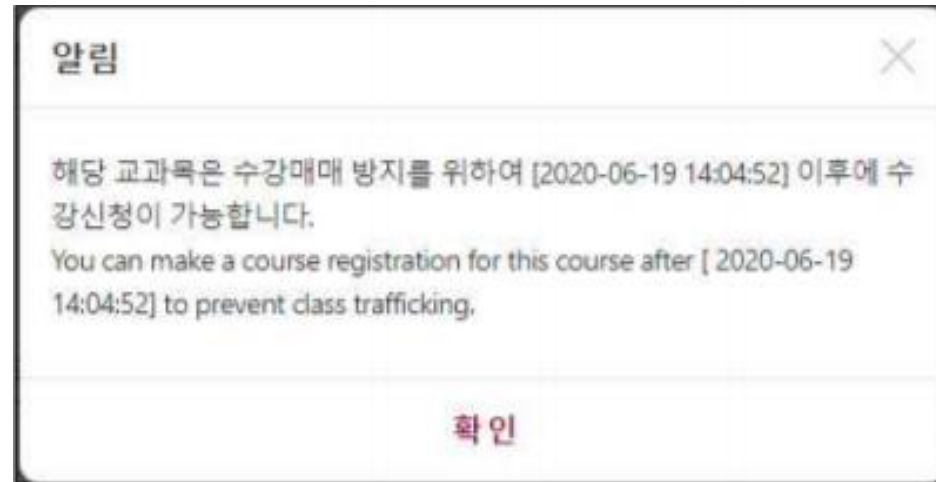 알림
해당 교과목은 수강매매 방지를 위하여 [2020-06-19 14:04:52] 이후에 수
강신청이 가능합니다.
You can make a course registration for this course after [ 2020-06-19
14:04:52] to prevent class trafficking.
확인